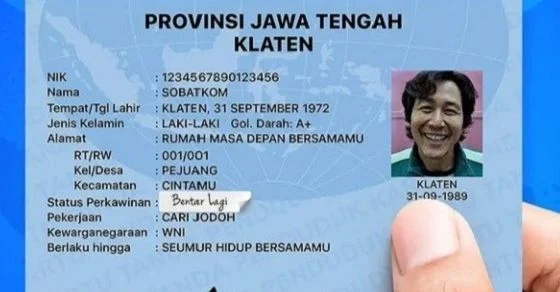 PROVINSI JAWA TENGAH
KLATEN
NIK : 1234567890123456
Nama : SOBATKOM
Tempat/Tgl Lahir : KLATEN, 31 SEPTEMBER 1972
Jenis Kelamin : LAKI-LAKI Gol. Darah: A+
Alamat : RUMAH MASA DEPAN BERSAMAMU
RT/RW : 001/001
Kel/Desa : PEJUANG
Kecamatan : CINTAMU
Status Perkawinan : Bentar Lagi
Pekerjaan : CARI JODOH
Kewarganegaraan : WNI
Berlaku hingga : SEUMUR HIDUP BERSAMAMU
KLATEN
31-09-1989